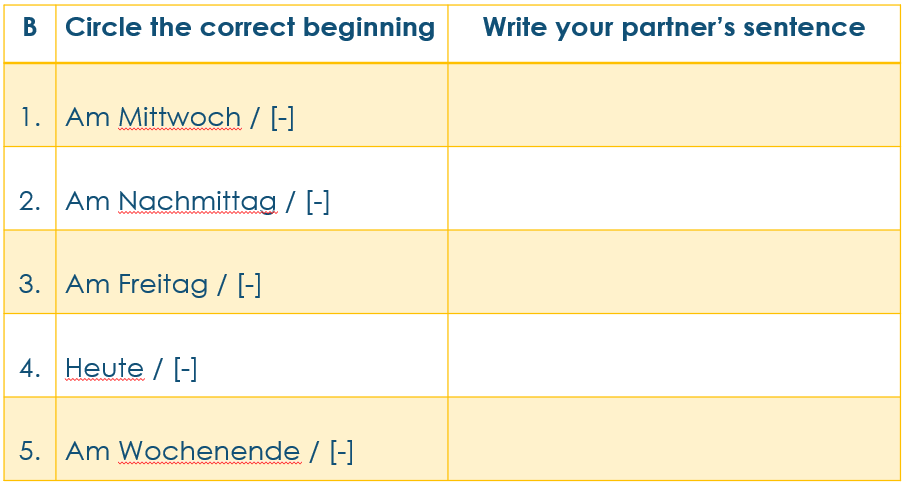 B Circle the correct beginning Write your partner's sentence
1. Am Mittwoch / [-]
2. Am Nachmittag / [-]
3. Am Freitag / [-]
4. Heute / [-]
5. Am Wochenende / [-]